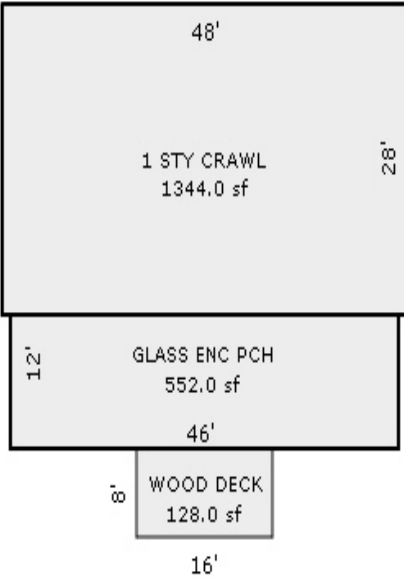 48'
1 STY CRAWL
1344.0 sf
28'
12'
GLASS ENC PCH
552.0 sf
46'
8'
WOOD DECK
128.0 sf
16'